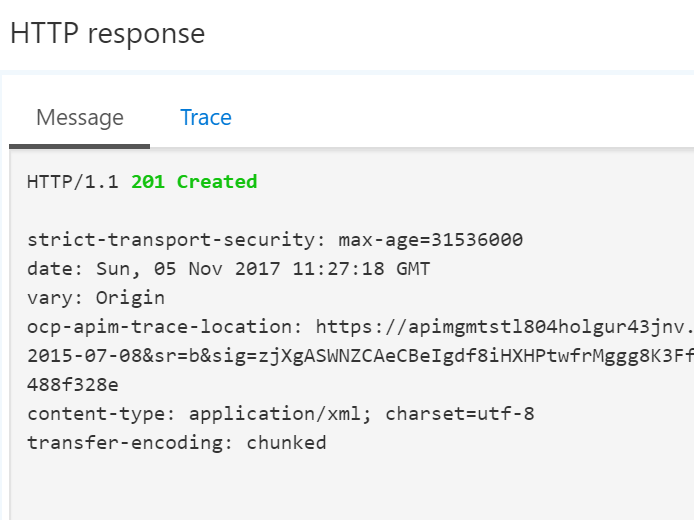 HTTP response
Message Trace
HTTP/1.1 201 Created
strict-transport-security: max-age=31536000
date: Sun, 05 Nov 2017 11:27:18 GMT
vary: Origin
ocp-apim-trace-location: https://apimgmtstl804holgur43jnv.
2015-07-08&sr=b&sig=zjXgASWNZCAeCBeIgdf8iHXHPtwfrMggg8K3Ff
488f328e
content-type: application/xml; charset=utf-8
transfer-encoding: chunked